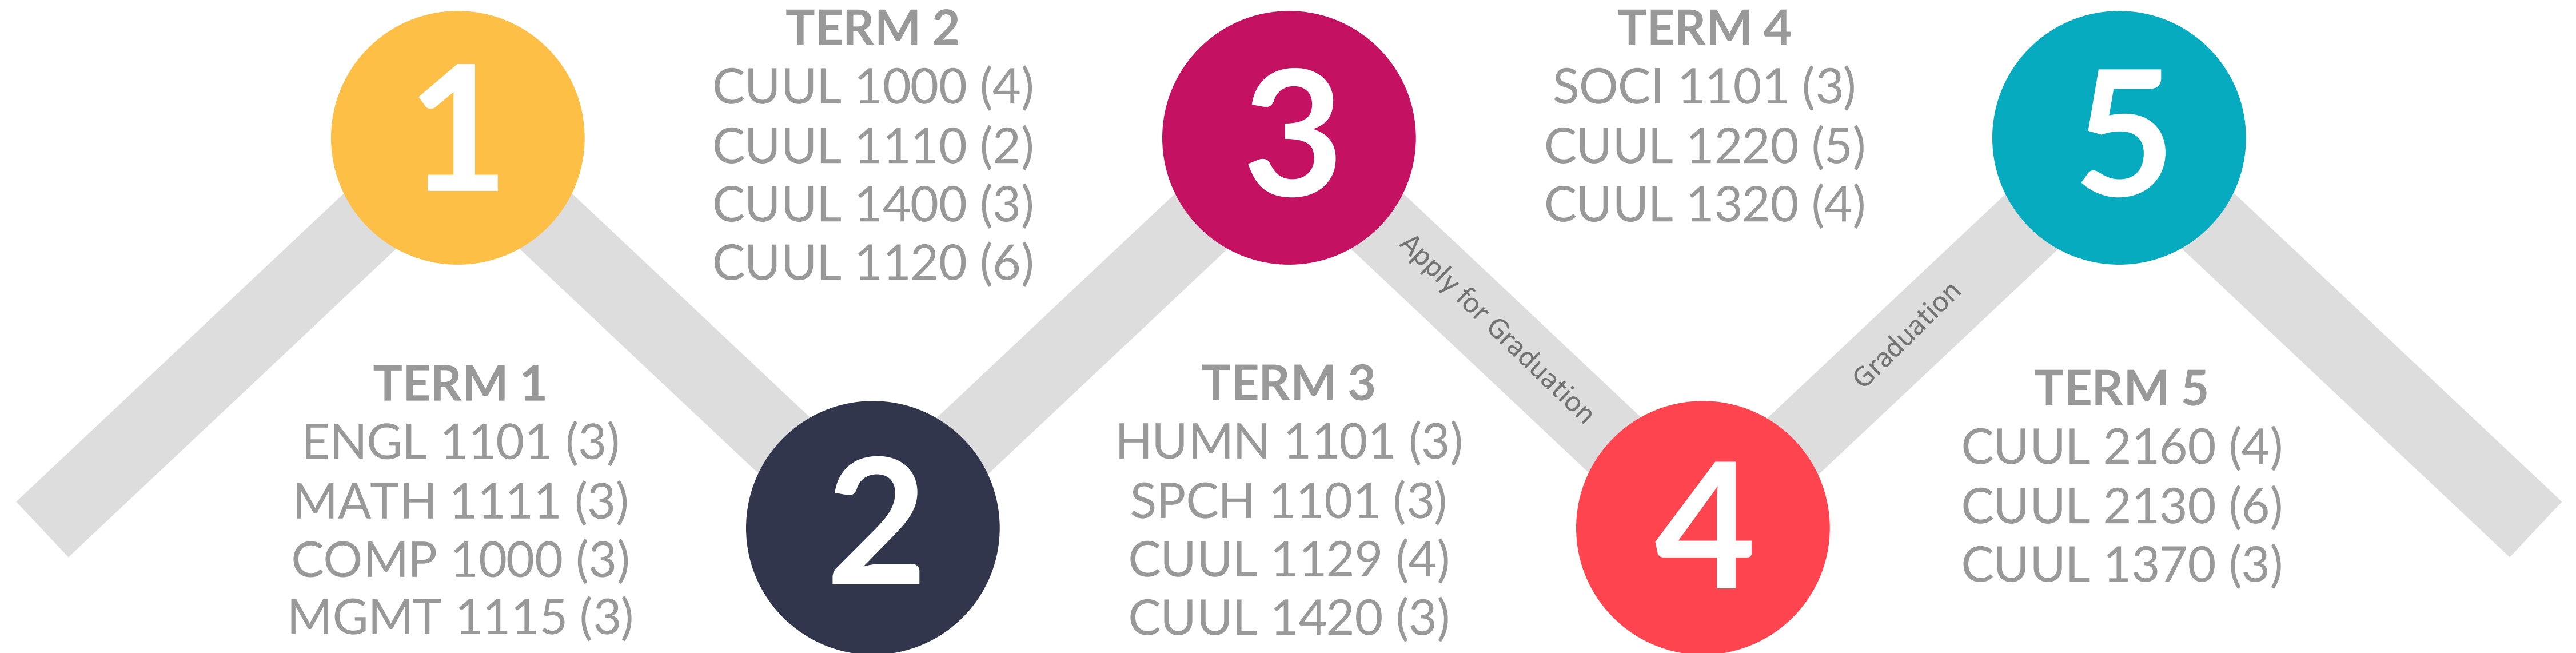 1
TERM 1
ENGL 1101 (3)
MATH 1111 (3)
COMP 1000 (3)
MGMT 1115 (3)
TERM 2
CUUL 1000 (4)
CUUL 1110 (2)
CUUL 1400 (3)
CUUL 1120 (6)
2
3
TERM 3
HUMN 1101 (3)
SPCH 1101 (3)
CUUL 1129 (4)
CUUL 1420 (3)
Apply for Graduation
TERM 4
SOCI 1101 (3)
CUUL 1220 (5)
CUUL 1320 (4)
4
Graduation
5
TERM 5
CUUL 2160 (4)
CUUL 2130 (6)
CUUL 1370 (3)